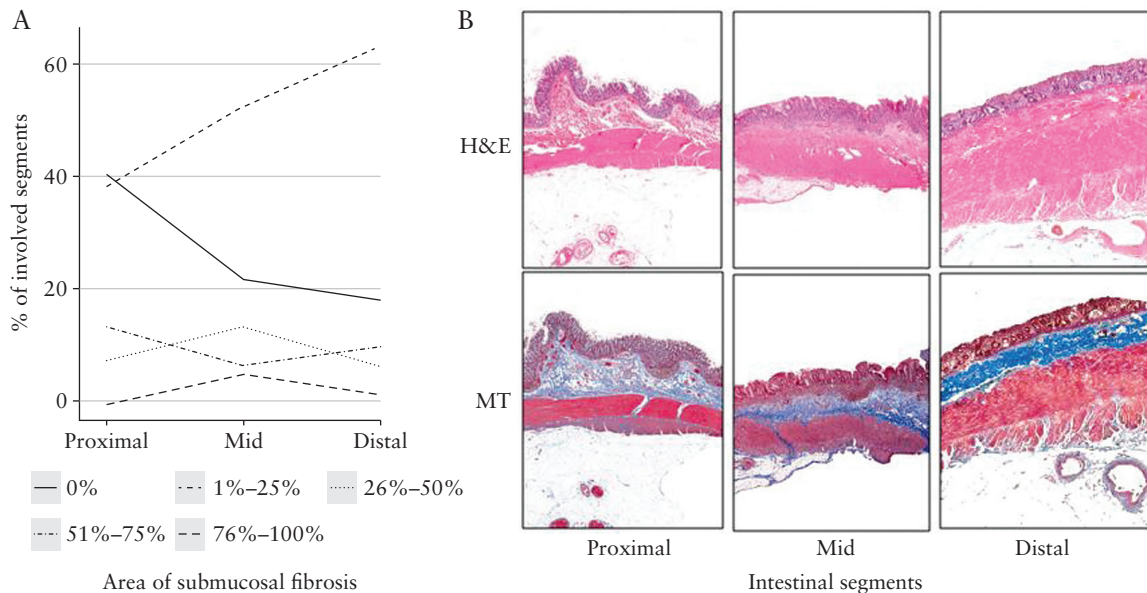 A
% of involved segments
60
40
20
0
Proximal Mid Distal
0% 1%–25% 26%–50%
51%–75% 76%–100%
Area of submucosal fibrosis
B
H&E
MT
Proximal Mid Distal
Intestinal segments